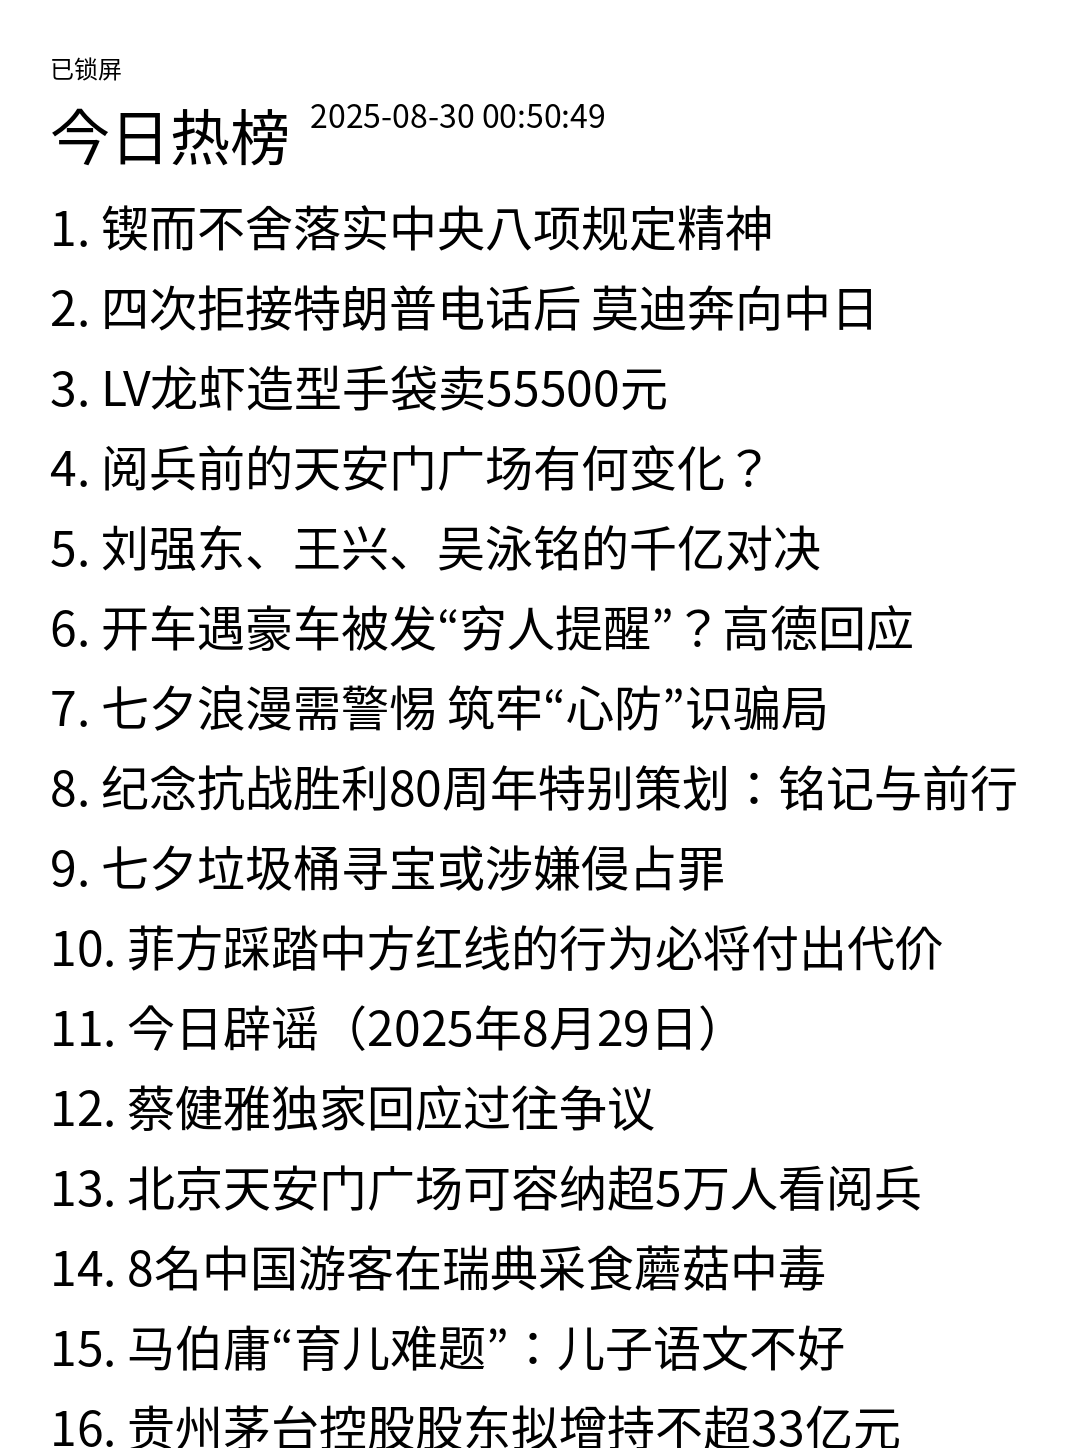 已锁屏
今日热榜 2025-08-30 00:50:49
1. 锲而不舍落实中央八项规定精神
2. 四次拒接特朗普电话后 莫迪奔向中日
3. LV龙虾造型手袋卖55500元
4. 阅兵前的天安门广场有何变化？
5. 刘强东、王兴、吴泳铭的千亿对决
6. 开车遇豪车被发“穷人提醒”？高德回应
7. 七夕浪漫需警惕 筑牢“心防”识骗局
8. 纪念抗战胜利80周年特别策划：铭记与前行
9. 七夕垃圾桶寻宝或涉嫌侵占罪
10. 菲方踩踏中方红线的行为必将付出代价
11. 今日辟谣（2025年8月29日）
12. 蔡健雅独家回应过往争议
13. 北京天安门广场可容纳超5万人看阅兵
14. 8名中国游客在瑞典采食蘑菇中毒
15. 马伯庸“育儿难题”：儿子语文不好
16. 贵州茅台控股股东拟增持不超33亿元